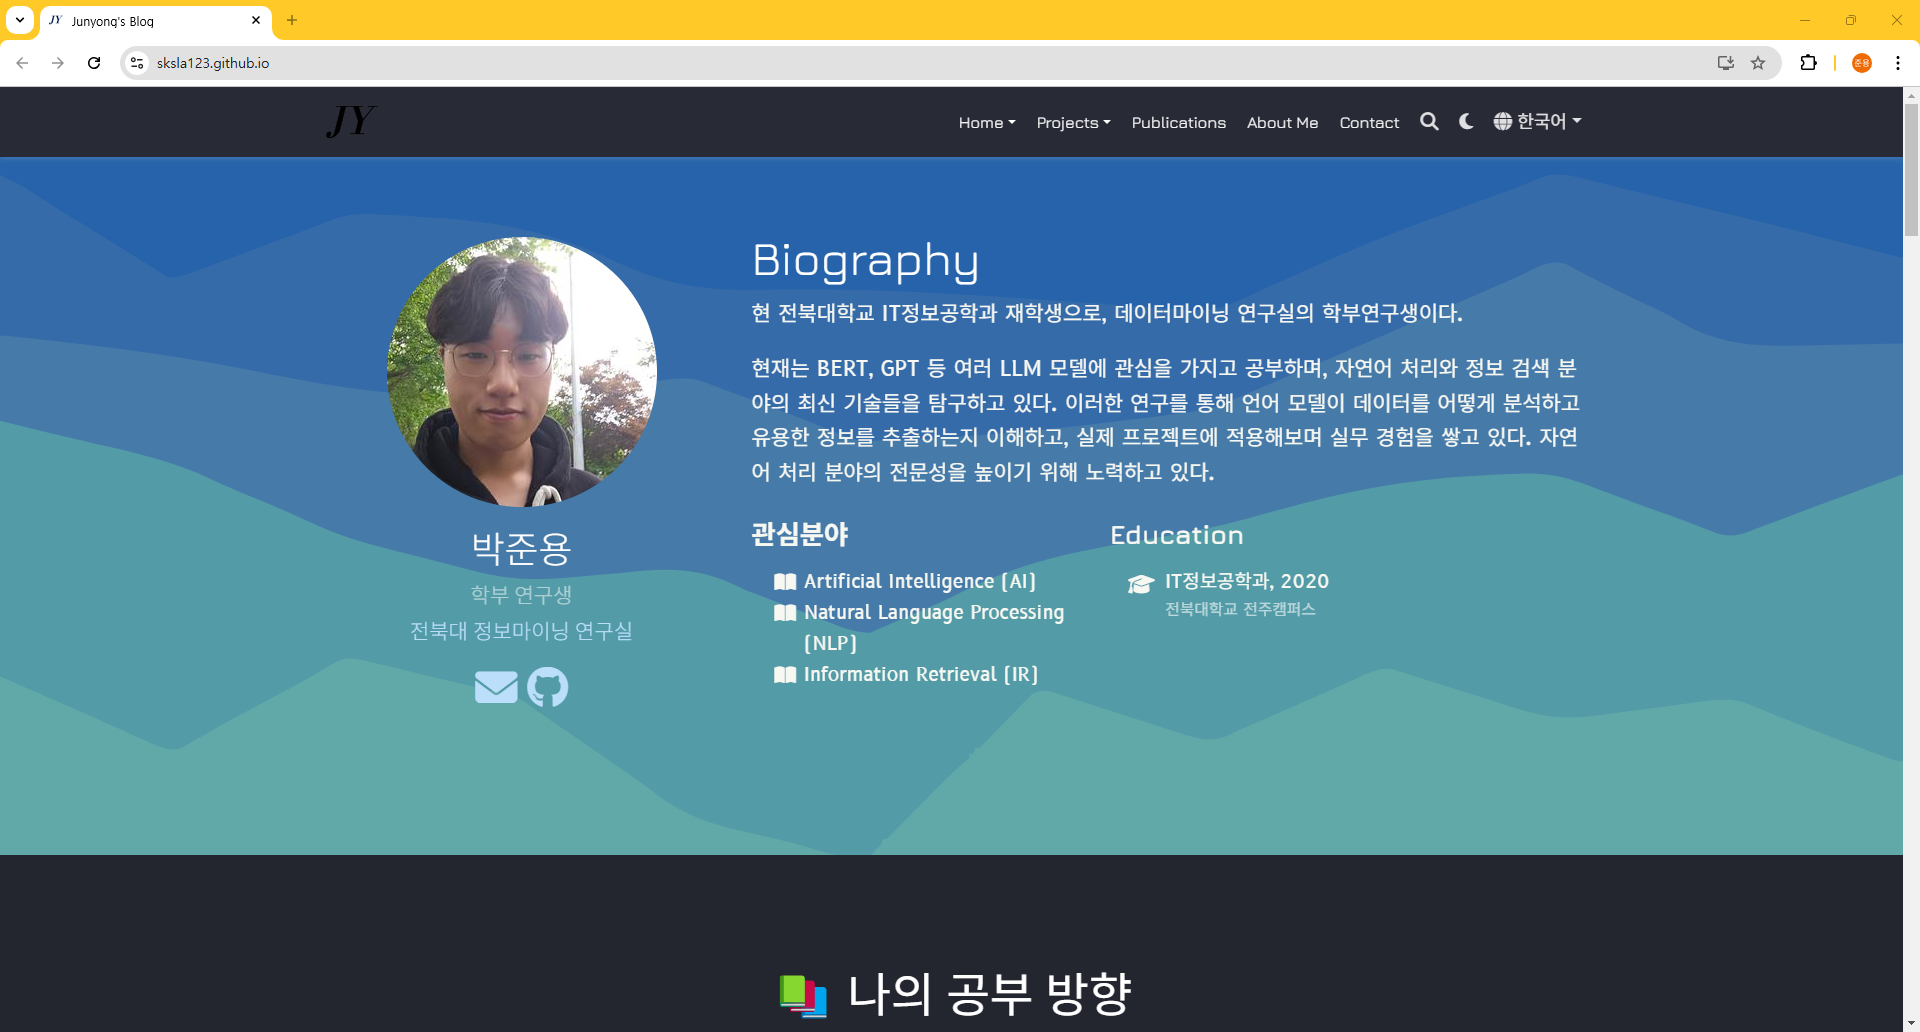 JY Junyong's Blog
sksla123.github.io
준용
JY
Home Projects Publications About Me Contact 한국어
Biography
현 전북대학교 IT정보공학과 재학생으로, 데이터마이닝 연구실의 학부연구생이다.
현재는 BERT, GPT 등 여러 LLM 모델에 관심을 가지고 공부하며, 자연어 처리와 정보 검색 분
야의 최신 기술들을 탐구하고 있다. 이러한 연구를 통해 언어 모델이 데이터를 어떻게 분석하고
유용한 정보를 추출하는지 이해하고, 실제 프로젝트에 적용해보며 실무 경험을 쌓고 있다. 자연
어 처리 분야의 전문성을 높이기 위해 노력하고 있다.
박준용
학부 연구생
전북대 정보마이닝 연구실
관심분야
Artificial Intelligence (AI)
Natural Language Processing
(NLP)
Information Retrieval (IR)
Education
IT정보공학과, 2020
전북대학교 전주캠퍼스
나의 공부 방향